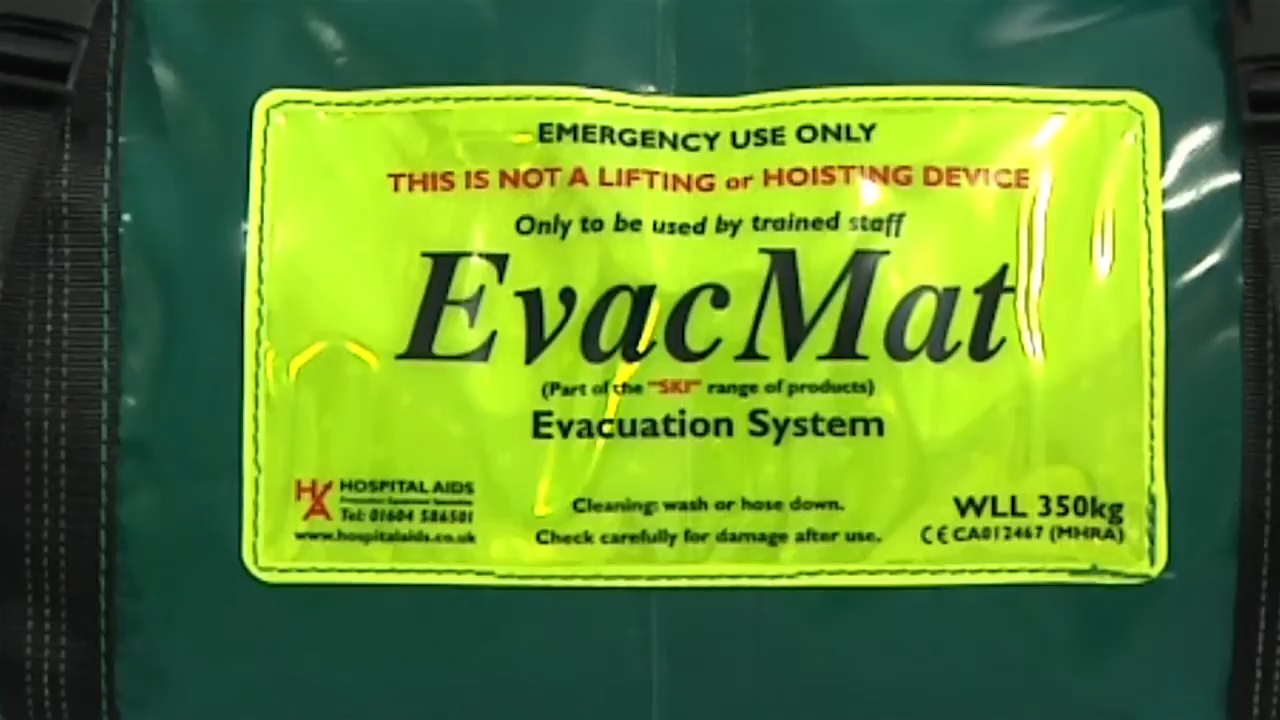 EMERGENCY USE ONLY
THIS IS NOT A LIFTING or HOISTING DEVICE
Only to be used by trained staff
EvacMat
(Part of the "SKI" range of products)
Evacuation System
HA HOSPITAL AIDS
Tel: 01604 586501
www.hospitalaids.co.uk
Cleaning: wash or hose down.
Check carefully for damage after use.
WLL 350kg
CE CA012467 (MHRA)